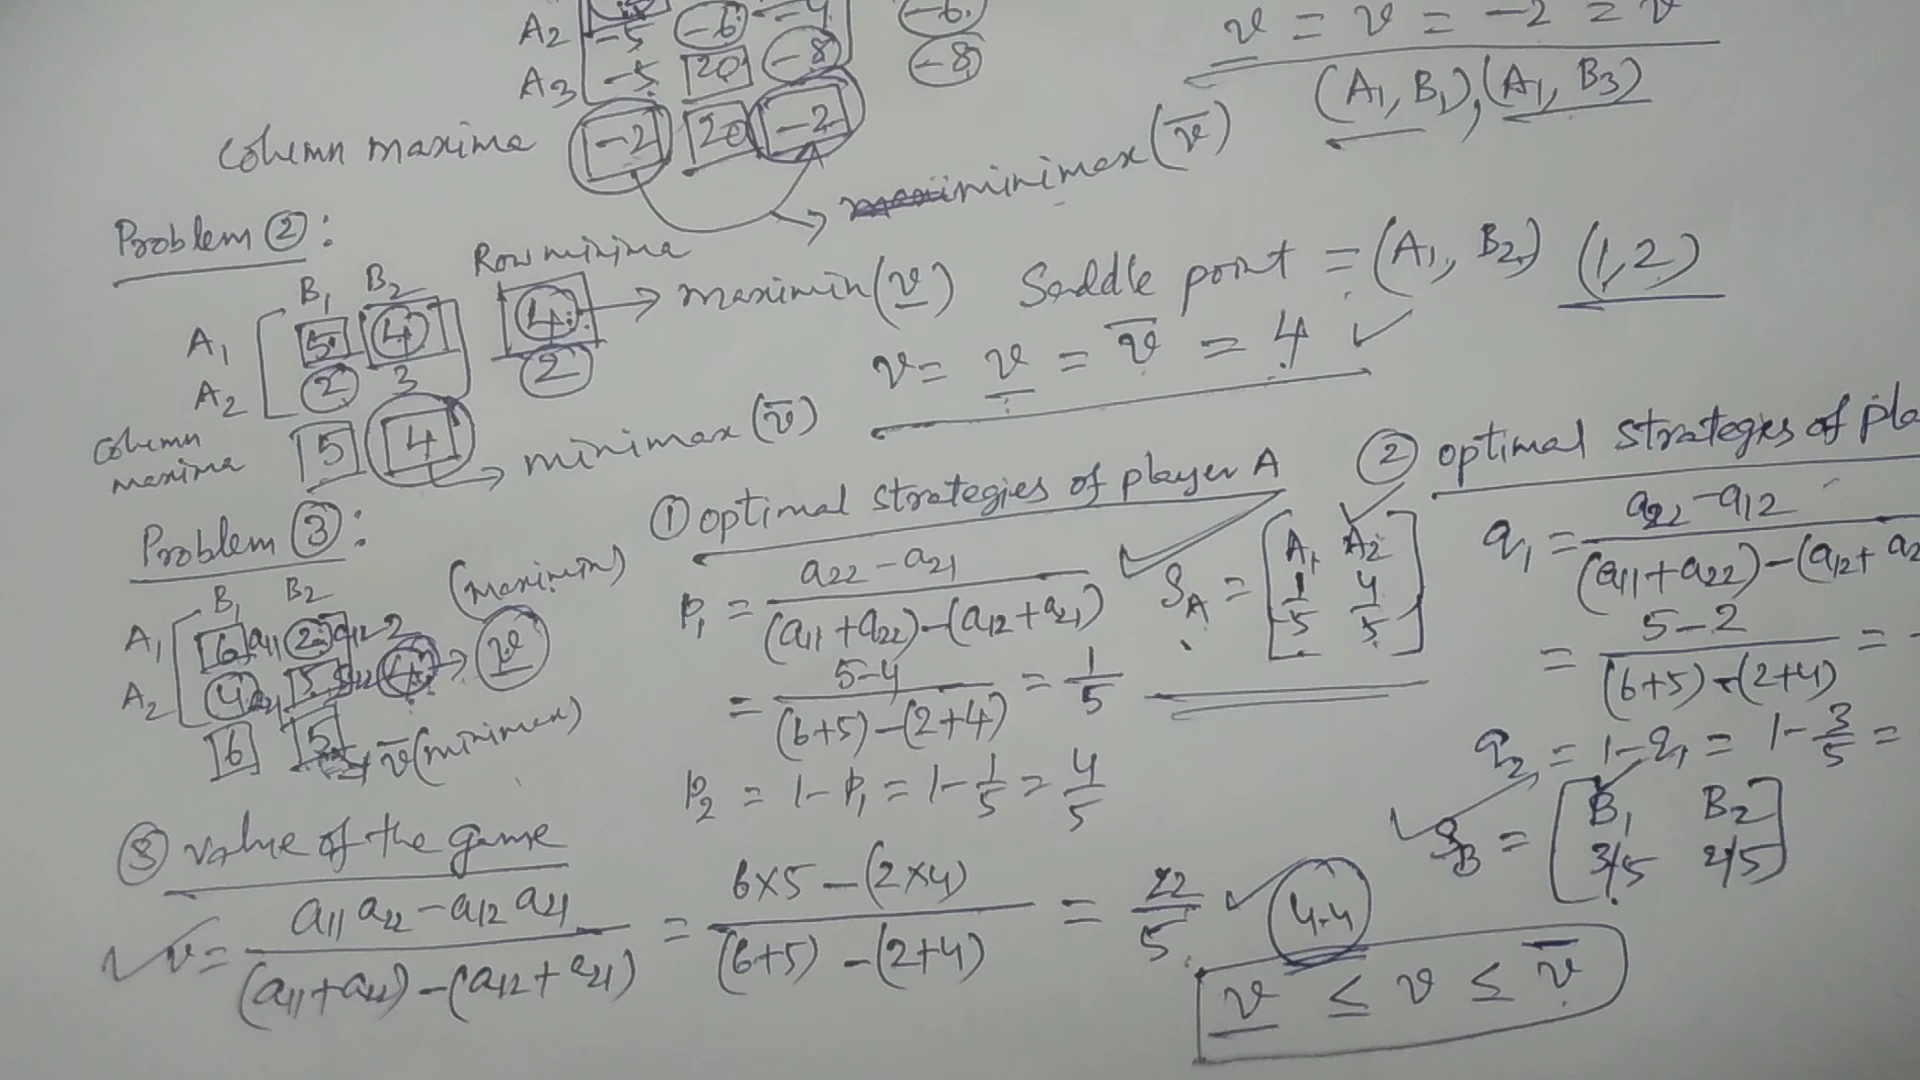 A2 -5 -6 -4 -6
A3 -5 20 -8 -8
column maxima -2 20 -2
minimax (v̅)
v̲ = v̅ = -2 = v
(A1, B1), (A1, B3)
Problem ②:
B1 B2 Row minima
A1 5 4 4 → maximin (v̲)
A2 2 3 2
column maxima 5 4 → minimax (v̅)
Saddle point = (A1, B2) (1,2)
v = v̲ = v̅ = 4 ✓
Problem ③:
B1 B2 (maximin)
A1 6 a11 2 a12 2
A2 4 a21 5 a22 4 → v̲
6 5 → v̅ (minimax)
① optimal strategies of player A
p1 = (a22 - a21) / ((a11 + a22) - (a12 + a21))
= (5-4) / ((6+5) - (2+4)) = 1/5
p2 = 1 - p1 = 1 - 1/5 = 4/5
SA = [A1 A2
1/5 4/5]
② optimal strategies of
q1 = (a22 - a12) / ((a11 + a22) - (a12 +
= (5-2) / ((6+5) - (2+4)) =
q2 = 1 - q1 = 1 - 3/5 =
SB = [B1 B2
3/5 2/5]
③ value of the game
v = (a11 a22 - a12 a21) / ((a11 + a22) - (a12 + a21)) = (6×5 - (2×4)) / ((6+5) - (2+4)) = 22/5 ✓ 4.4
v̲ ≤ v ≤ v̅